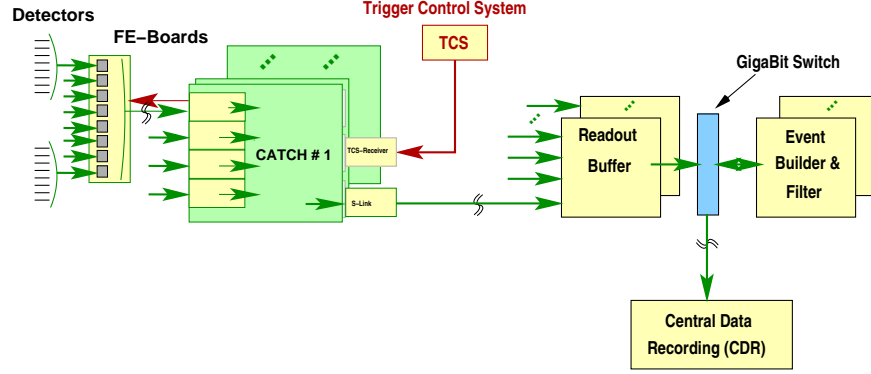 Trigger Control System
Detectors
FE–Boards
TCS
GigaBit Switch
CATCH # 1
TCS–Receiver
S–Link
Readout
Buffer
Event
Builder &
Filter
Central Data
Recording (CDR)